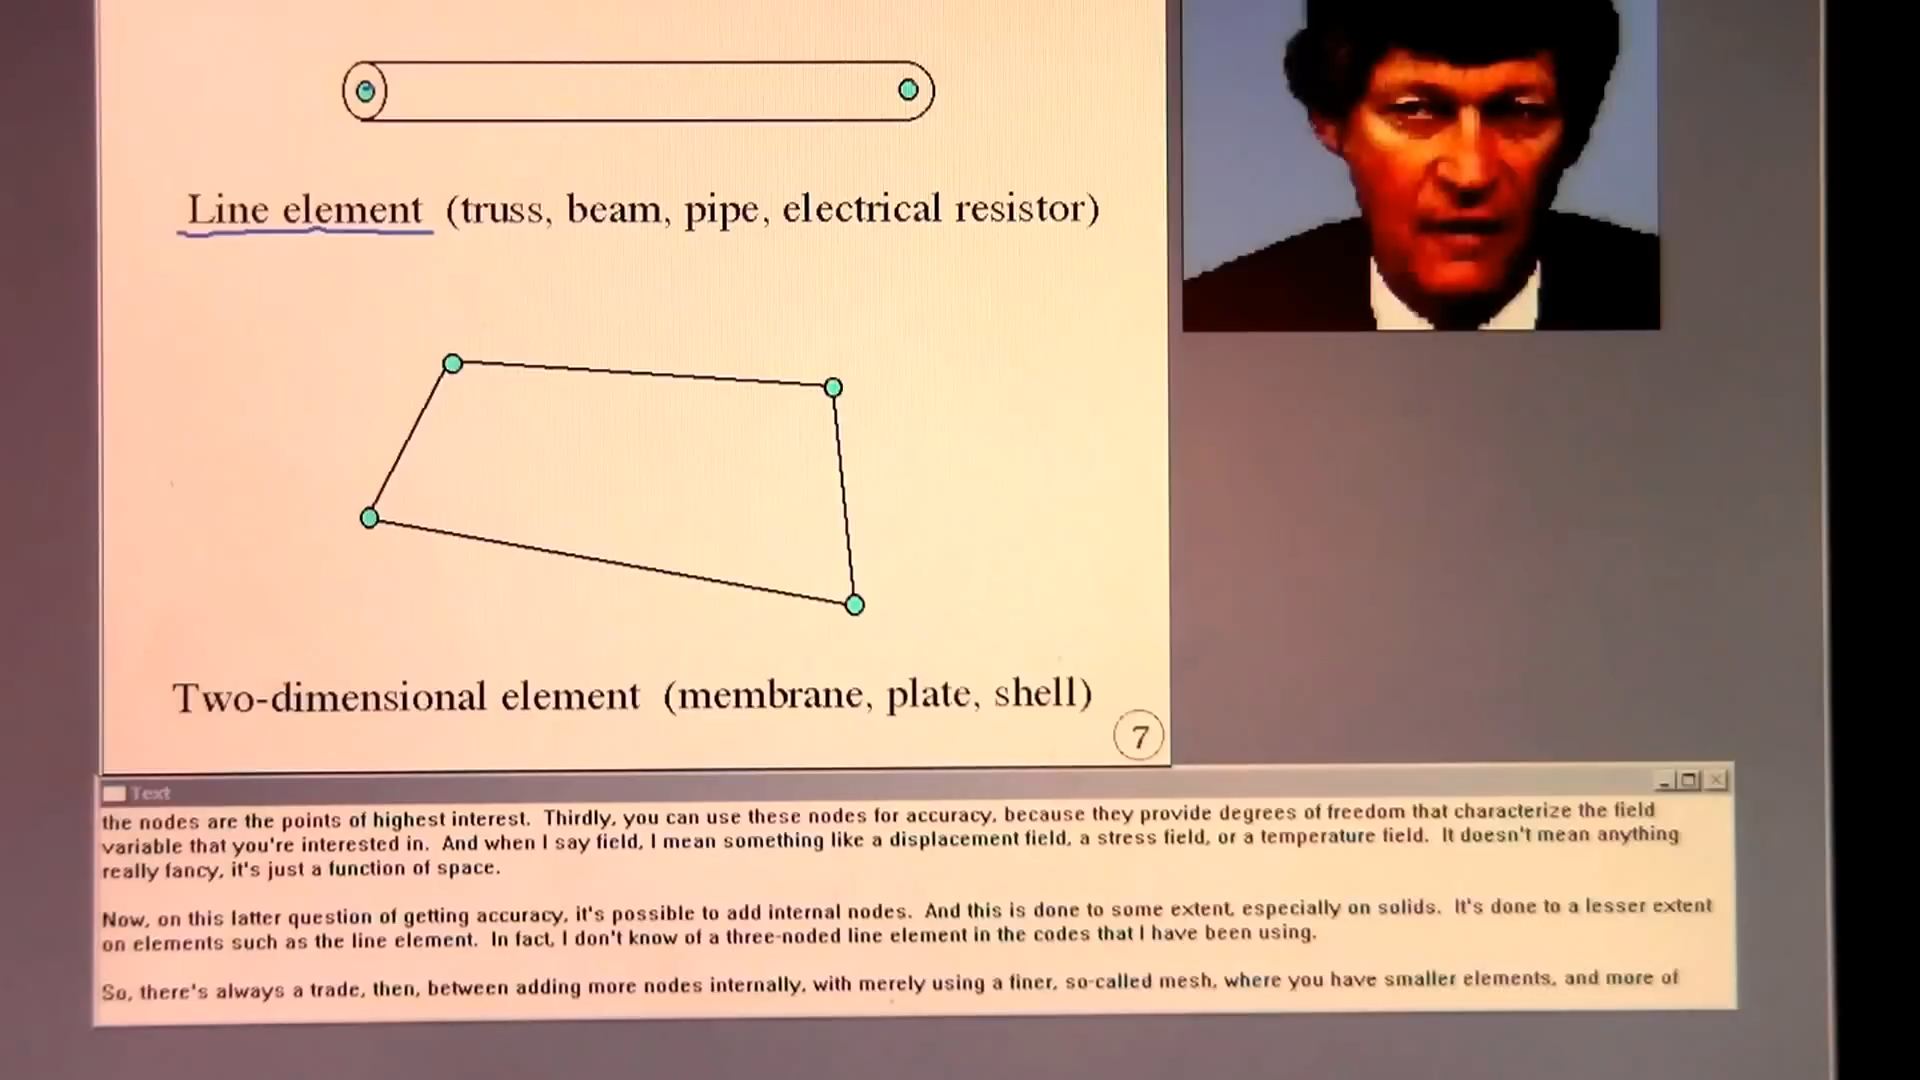 Line element (truss, beam, pipe, electrical resistor)
Two-dimensional element (membrane, plate, shell)
7
Text
the nodes are the points of highest interest. Thirdly, you can use these nodes for accuracy, because they provide degrees of freedom that characterize the field
variable that you're interested in. And when I say field, I mean something like a displacement field, a stress field, or a temperature field. It doesn't mean anything
really fancy, it's just a function of space.
Now, on this latter question of getting accuracy, it's possible to add internal nodes. And this is done to some extent, especially on solids. It's done to a lesser extent
on elements such as the line element. In fact, I don't know of a three-noded line element in the codes that I have been using.
So, there's always a trade, then, between adding more nodes internally, with merely using a finer, so-called mesh, where you have smaller elements, and more of